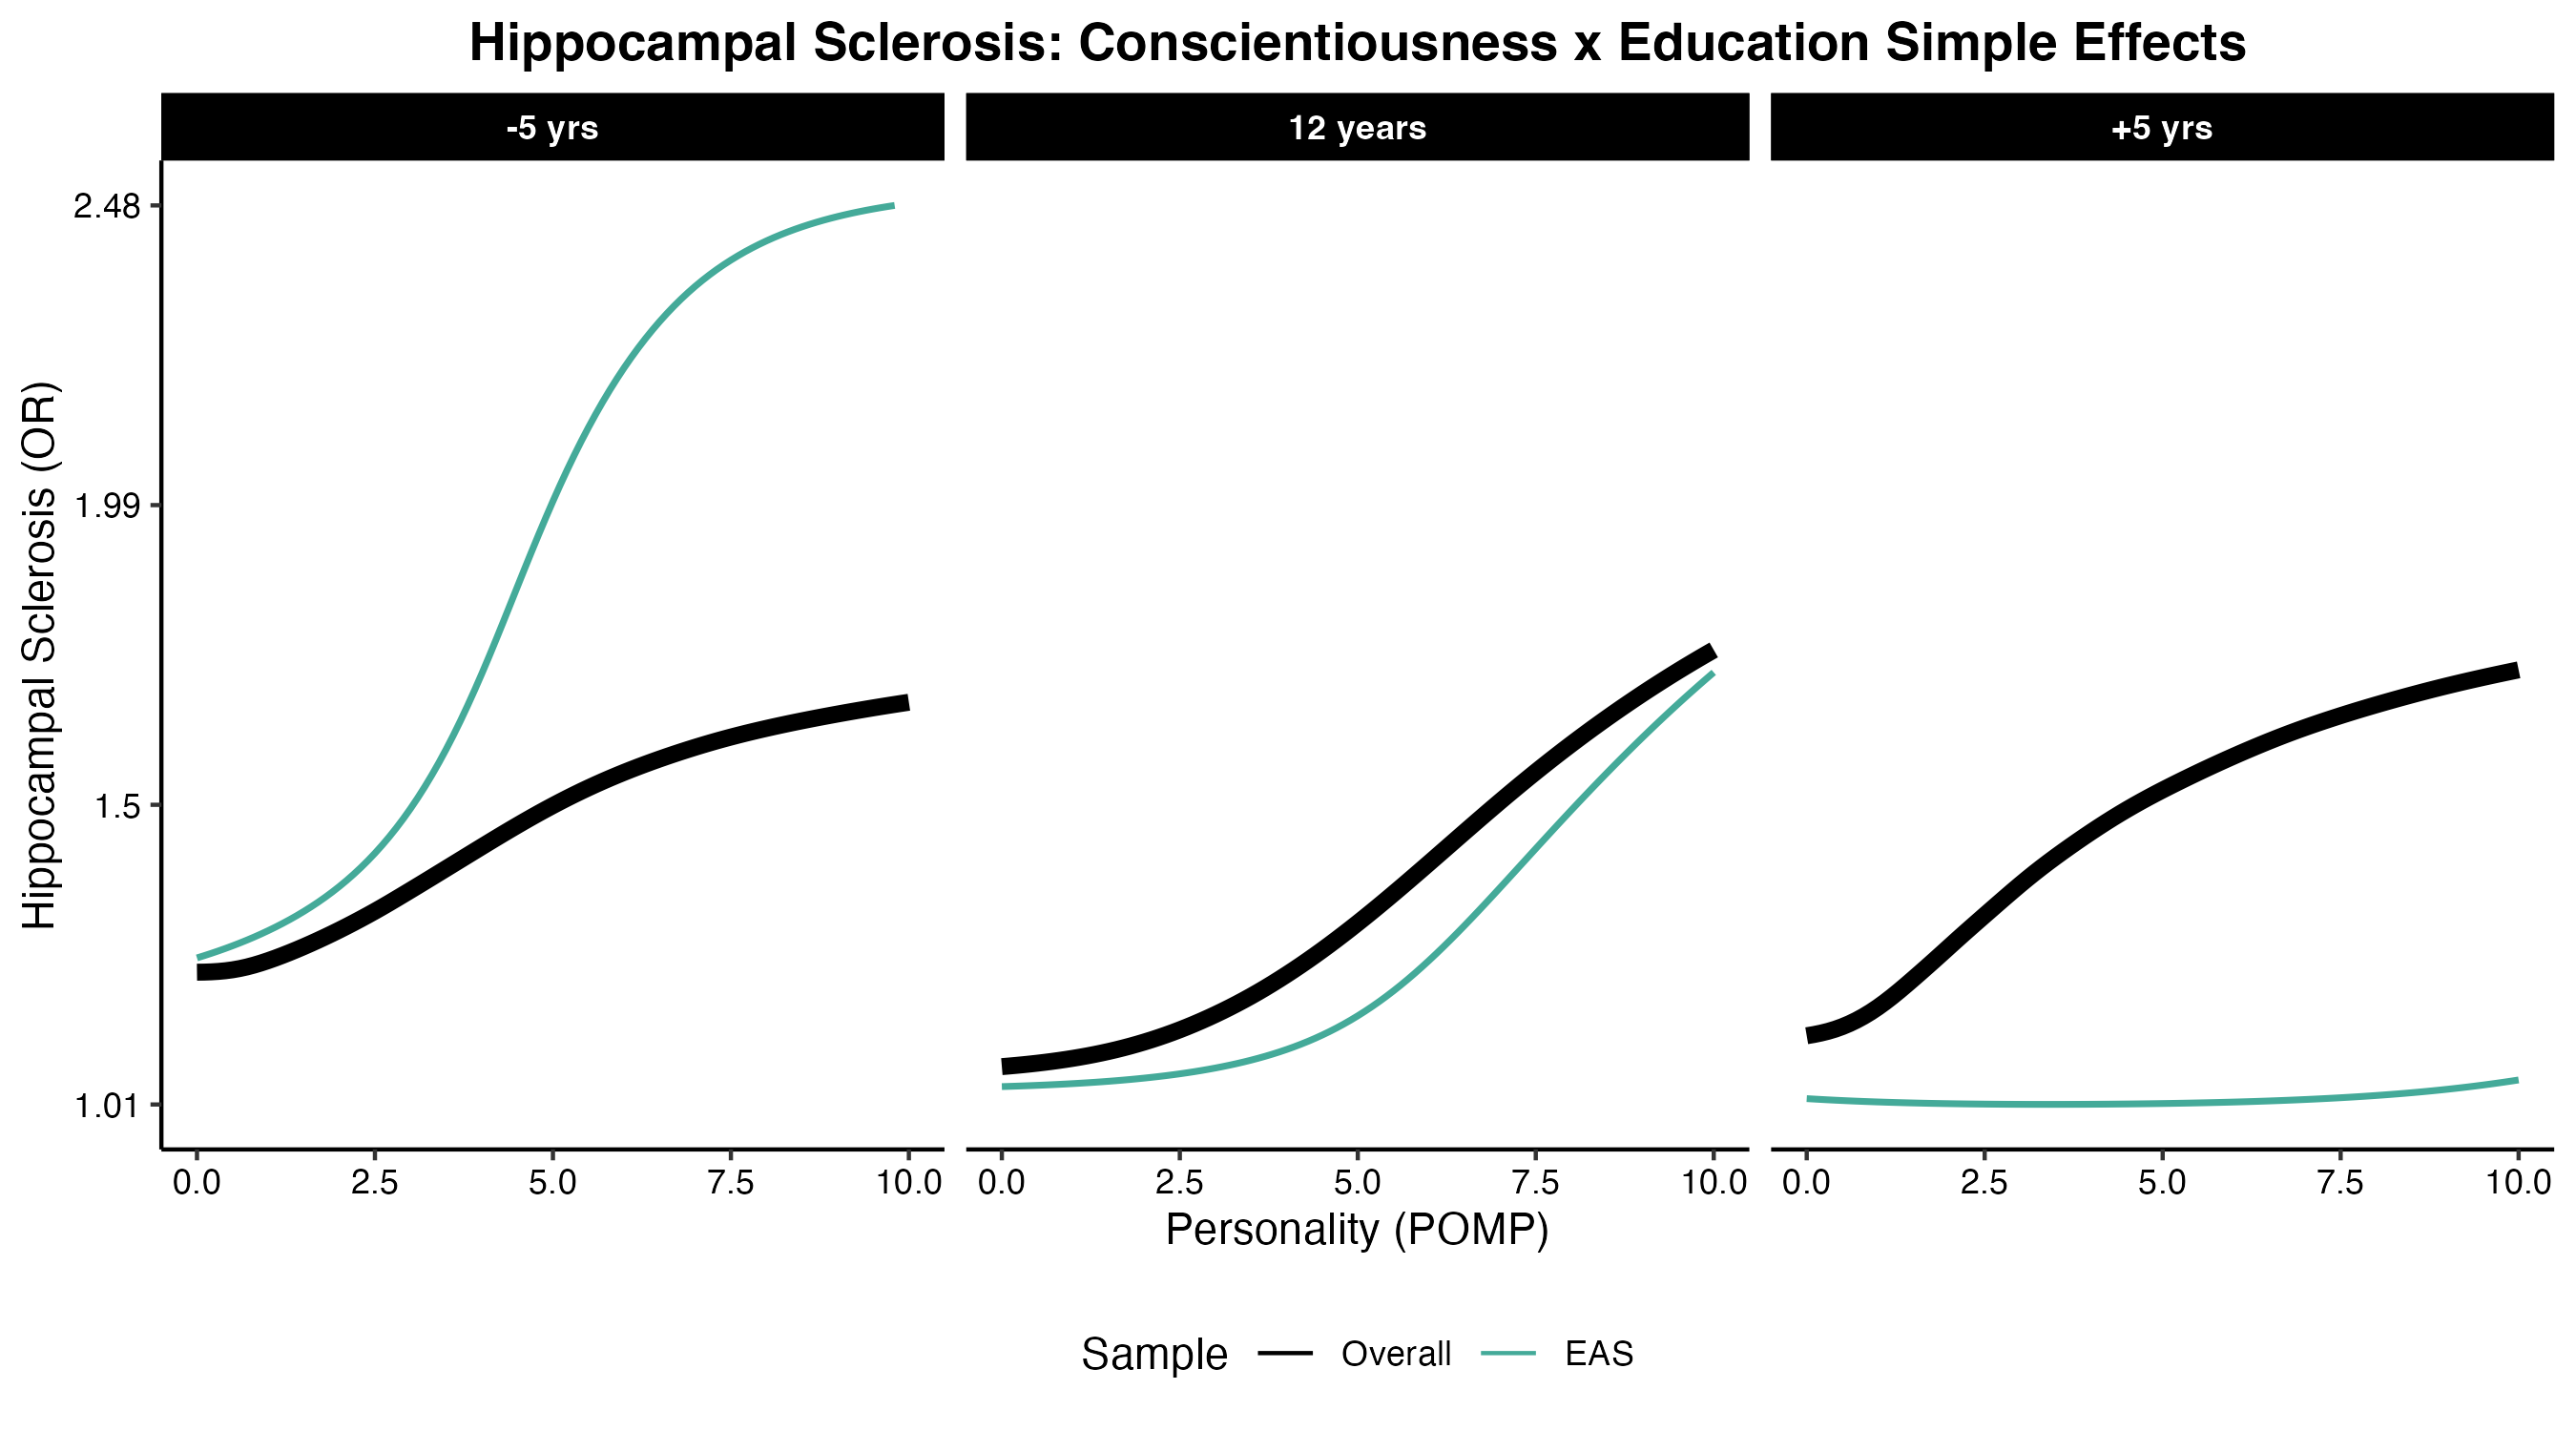 Hippocampal Sclerosis: Conscientiousness x Education Simple Effects
-5 yrs
12 years
+5 yrs
Hippocampal Sclerosis (OR)
2.48
1.99
1.5
1.01
0.0 2.5 5.0 7.5 10.0
0.0 2.5 5.0 7.5 10.0
0.0 2.5 5.0 7.5 10.0
Personality (POMP)
Sample Overall EAS